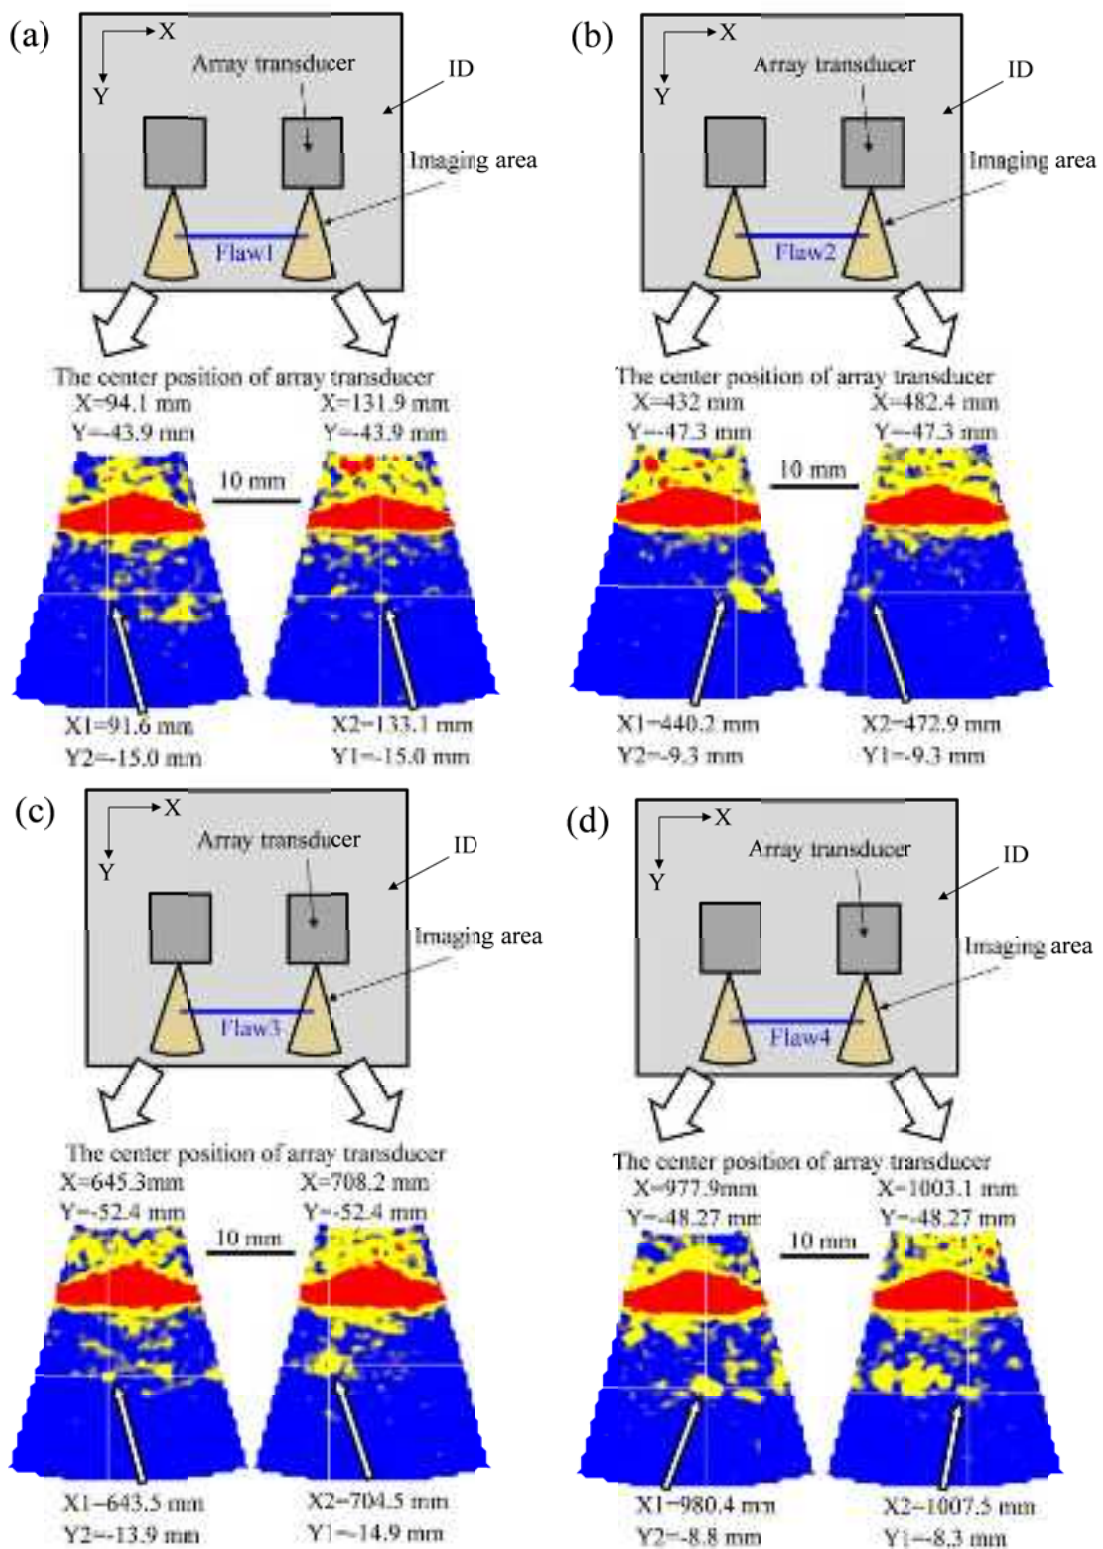 (a)
X
Y
Array transducer
ID
Imaging area
Flaw1
The center position of array transducer
X=94.1 mm
Y=-43.9 mm
X=131.9 mm
Y=-43.9 mm
10 mm
X1=91.6 mm
Y2=-15.0 mm
X2=133.1 mm
Y1=-15.0 mm
(b)
X
Y
Array transducer
ID
Imaging area
Flaw2
The center position of array transducer
X=432 mm
Y=-47.3 mm
X=482.4 mm
Y=-47.3 mm
10 mm
X1=440.2 mm
Y2=-9.3 mm
X2=472.9 mm
Y1=-9.3 mm
(c)
X
Y
Array transducer
ID
Imaging area
Flaw3
The center position of array transducer
X=645.3mm
Y=-52.4 mm
X=708.2 mm
Y=-52.4 mm
10 mm
X1=643.5 mm
Y2=-13.9 mm
X2=704.5 mm
Y1=-14.9 mm
(d)
X
Y
Array transducer
ID
Imaging area
Flaw4
The center position of array transducer
X=977.9mm
Y=-48.27 mm
X=1003.1 mm
Y=-48.27 mm
10 mm
X1=980.4 mm
Y2=-8.8 mm
X2=1007.5 mm
Y1=-8.3 mm